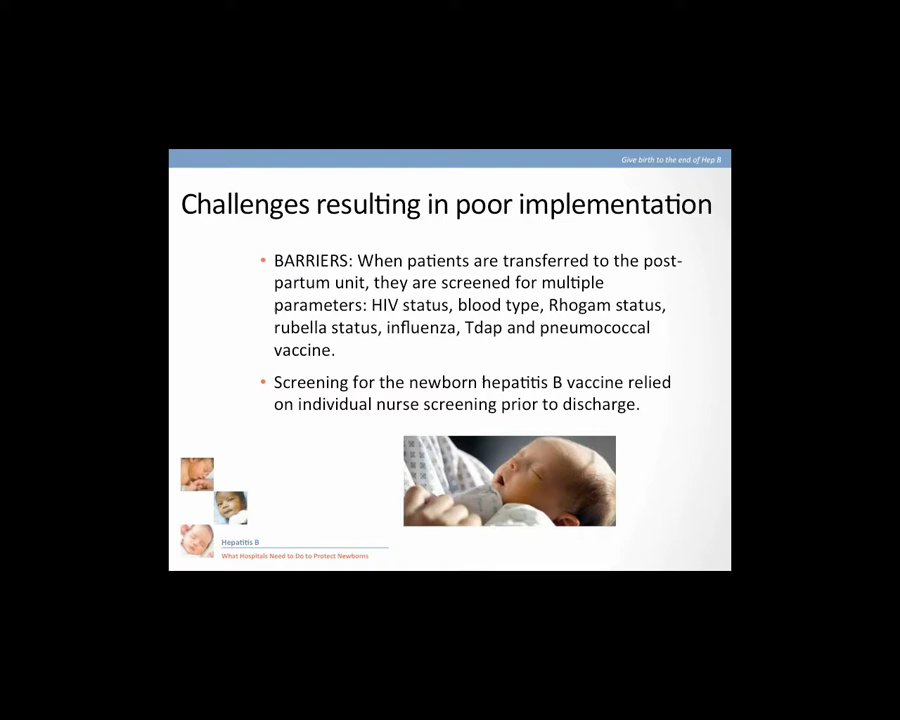 Give birth to the end of Hep B
Challenges resulting in poor implementation
• BARRIERS: When patients are transferred to the post-
partum unit, they are screened for multiple
parameters: HIV status, blood type, Rhogam status,
rubella status, influenza, Tdap and pneumococcal
vaccine.
• Screening for the newborn hepatitis B vaccine relied
on individual nurse screening prior to discharge.
Hepatitis B
What Hospitals Need to Do to Protect Newborns